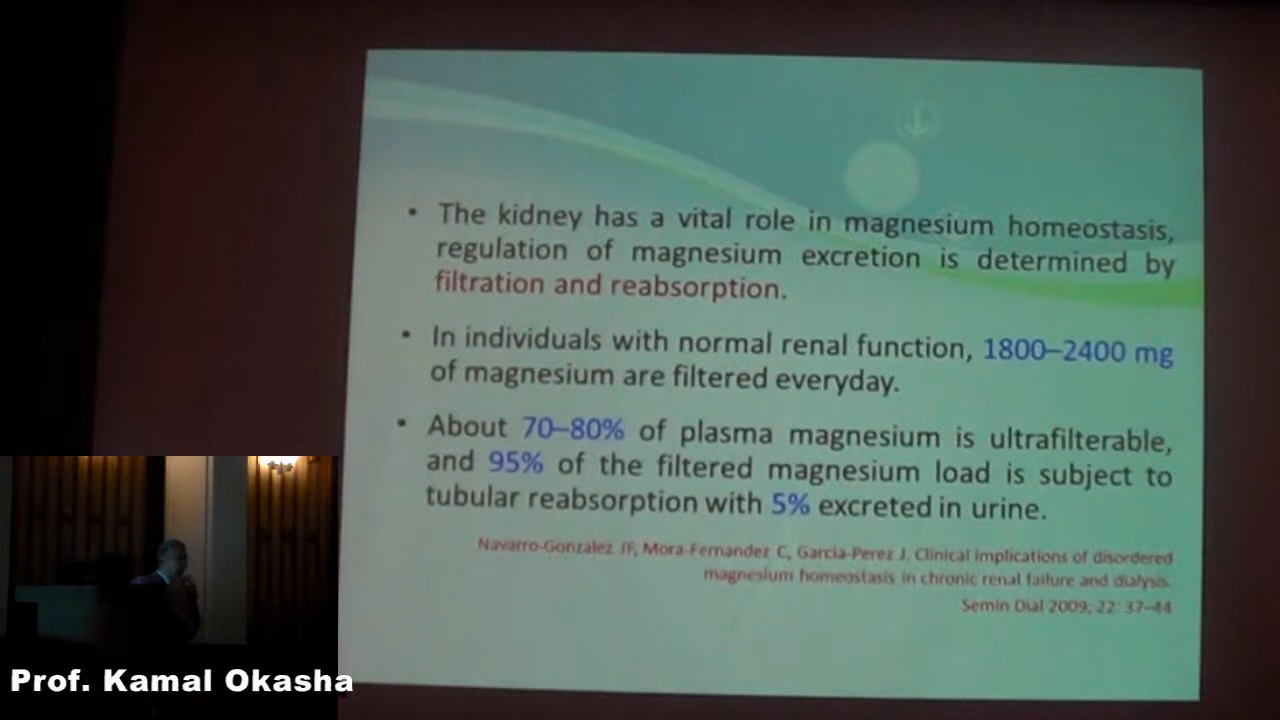 • The kidney has a vital role in magnesium homeostasis,
regulation of magnesium excretion is determined by
filtration and reabsorption.
• In individuals with normal renal function, 1800–2400 mg
of magnesium are filtered everyday.
• About 70–80% of plasma magnesium is ultrafilterable,
and 95% of the filtered magnesium load is subject to
tubular reabsorption with 5% excreted in urine.
Navarro-Gonzalez JF, Mora-Fernandez C, Garcia-Perez J. Clinical implications of disordered
magnesium homeostasis in chronic renal failure and dialysis.
Semin Dial 2009; 22: 37–44
Prof. Kamal Okasha